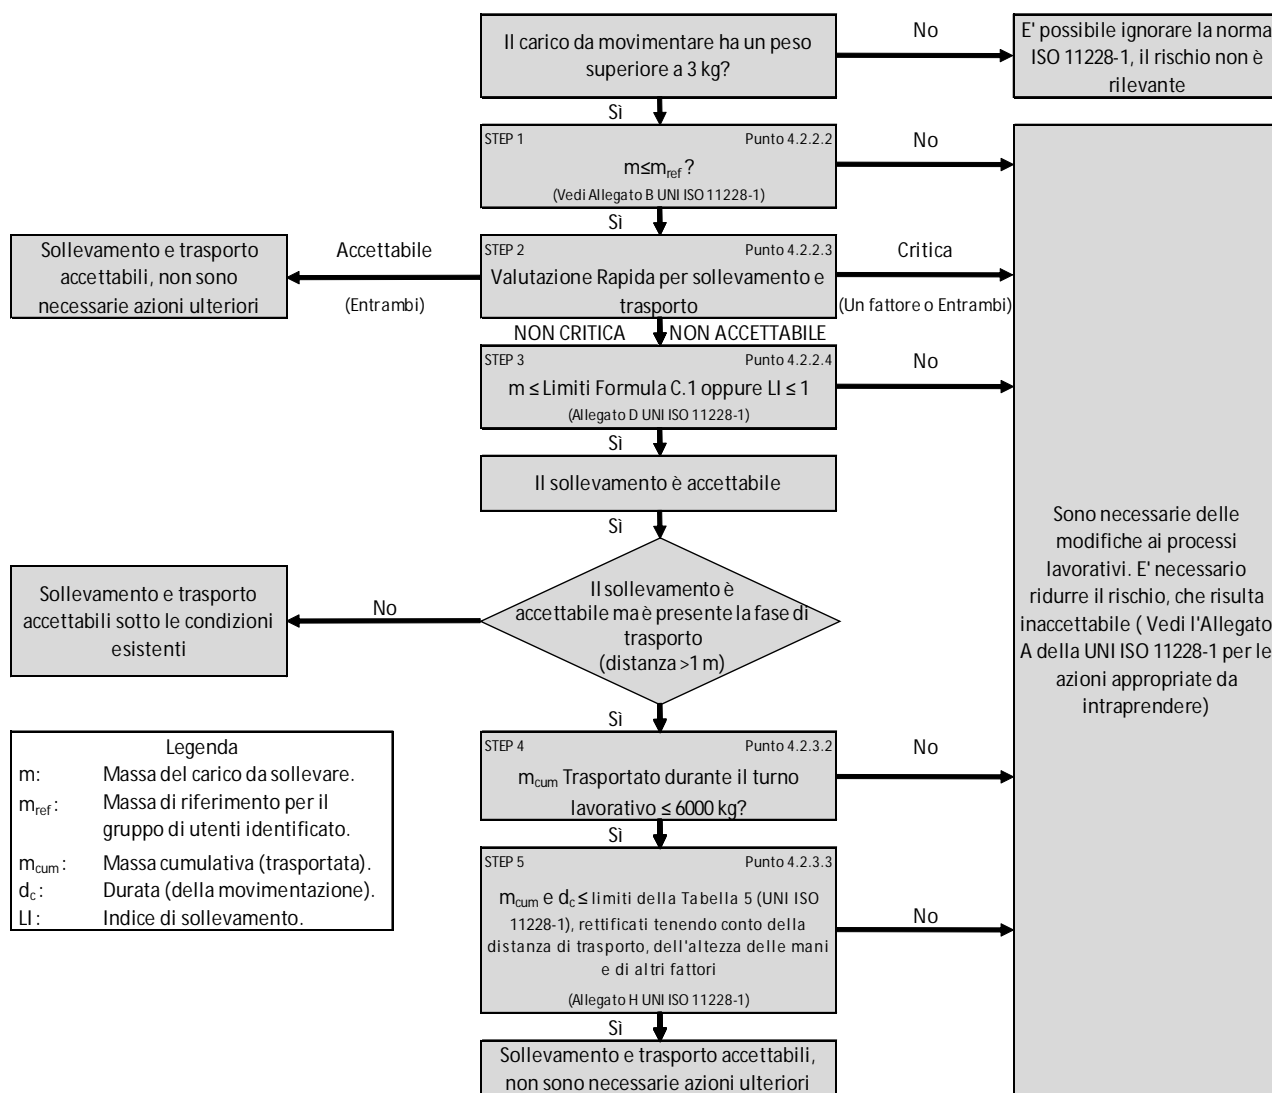 Il carico da movimentare ha un peso
superiore a 3 kg?
No
E' possibile ignorare la norma
ISO 11228-1, il rischio non è
rilevante
Sì
STEP 1 Punto 4.2.2.2
m≤mref ?
(Vedi Allegato B UNI ISO 11228-1)
No
Sì
Sollevamento e trasporto
accettabili, non sono
necessarie azioni ulteriori
Accettabile
(Entrambi)
STEP 2 Punto 4.2.2.3
Valutazione Rapida per sollevamento e
trasporto
Critica
(Un fattore o Entrambi)
NON CRITICA NON ACCETTABILE
STEP 3 Punto 4.2.2.4
m ≤ Limiti Formula C.1 oppure LI ≤ 1
(Allegato D UNI ISO 11228-1)
No
Sì
Il sollevamento è accettabile
Sì
Il sollevamento è
accettabile ma è presente la fase di
trasporto
(distanza >1 m)
No
Sollevamento e trasporto
accettabili sotto le condizioni
esistenti
Sono necessarie delle
modifiche ai processi
lavorativi. E' necessario
ridurre il rischio, che risulta
inaccettabile ( Vedi l'Allegato
A della UNI ISO 11228-1 per le
azioni appropriate da
intraprendere)
Sì
STEP 4 Punto 4.2.3.2
mcum Trasportato durante il turno
lavorativo ≤ 6000 kg?
No
Sì
STEP 5 Punto 4.2.3.3
mcum e dc ≤ limiti della Tabella 5 (UNI ISO
11228-1), rettificati tenendo conto della
distanza di trasporto, dell'altezza delle mani
e di altri fattori
(Allegato H UNI ISO 11228-1)
No
Sì
Sollevamento e trasporto accettabili,
non sono necessarie azioni ulteriori
Legenda
m: Massa del carico da sollevare.
mref: Massa di riferimento per il
gruppo di utenti identificato.
mcum: Massa cumulativa (trasportata).
dc: Durata (della movimentazione).
LI: Indice di sollevamento.